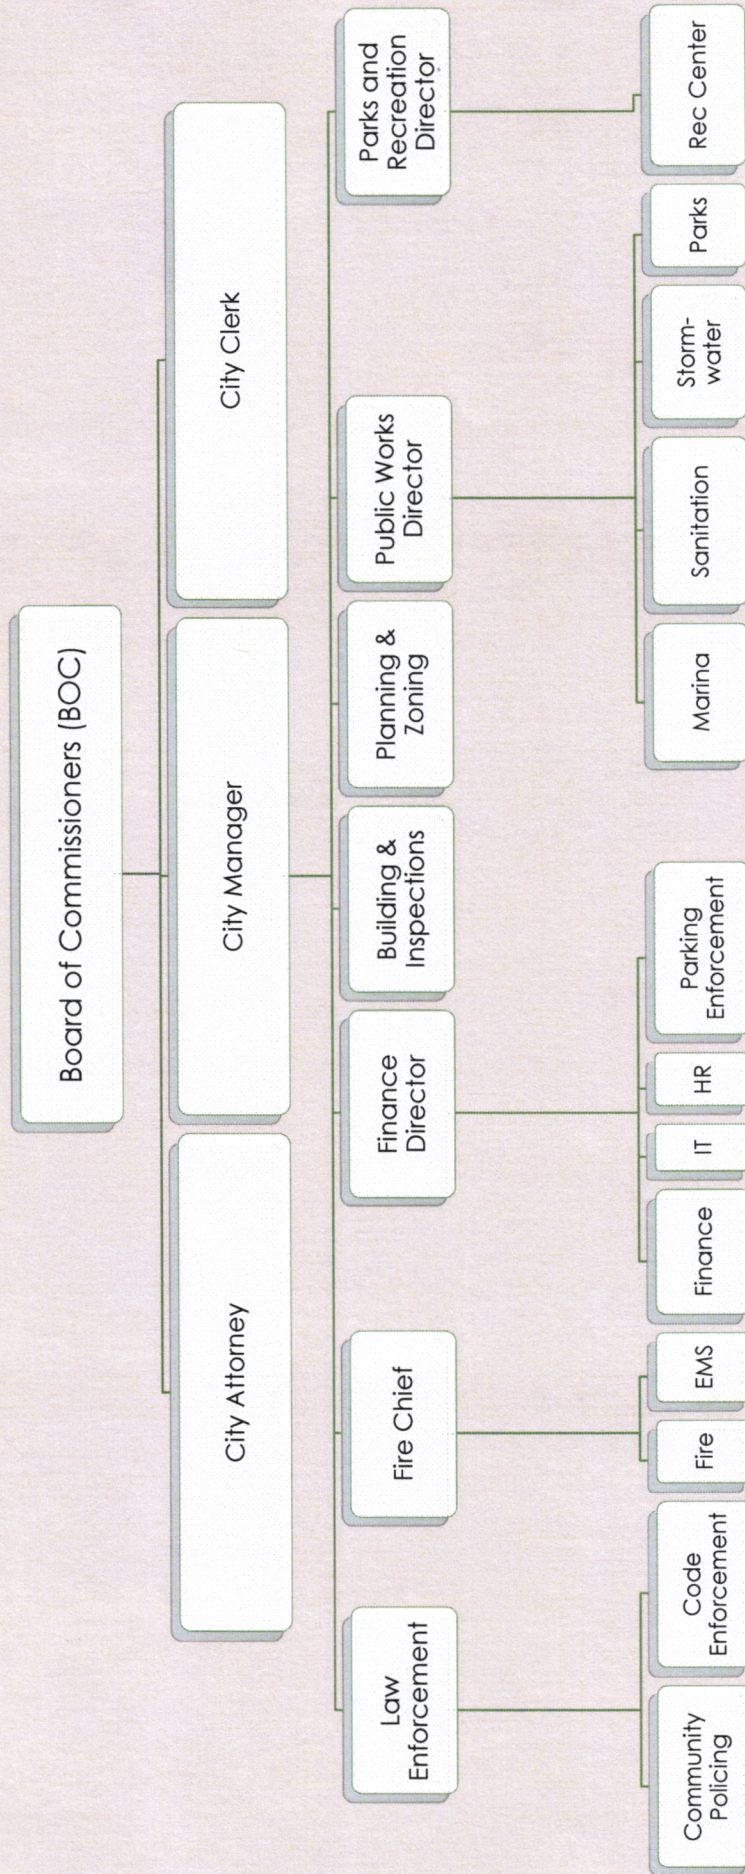 Board of Commissioners (BOC)
City Attorney
City Manager
City Clerk
Law
Enforcement
Fire Chief
Finance
Director
Building &
Inspections
Planning &
Zoning
Public Works
Director
Parks and
Recreation
Director
Community
Policing
Code
Enforcement
Fire
EMS
Finance
IT
HR
Parking
Enforcement
Marina
Sanitation
Storm-
water
Parks
Rec Center